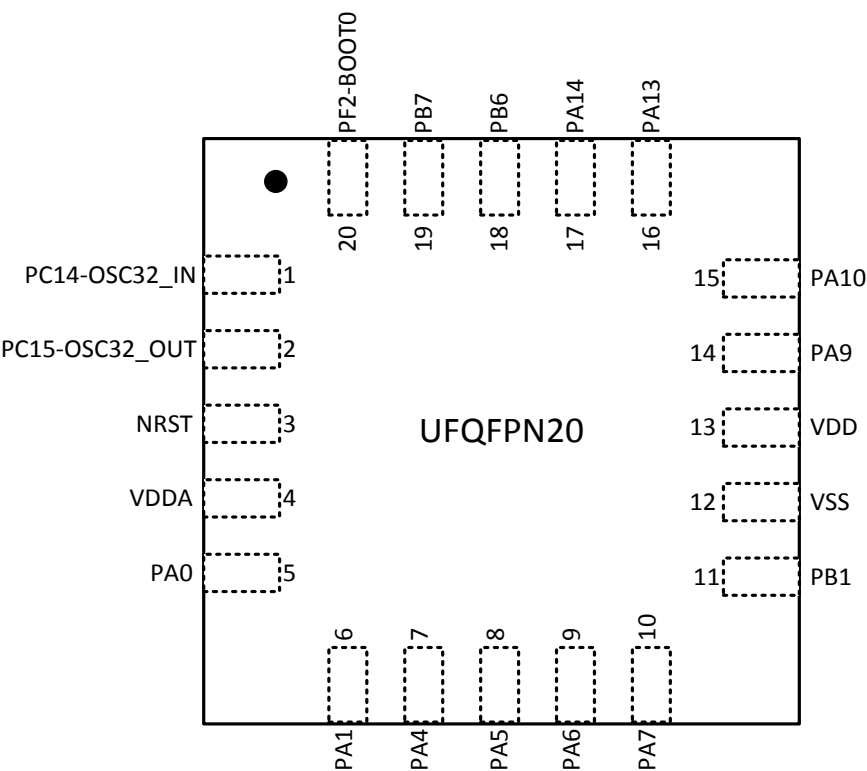 PF2-BOOT0
PB7
PB6
PA14
PA13
20
19
18
17
16
PC14-OSC32_IN 1
PC15-OSC32_OUT 2
NRST 3
VDDA 4
PA0 5
UFQFPN20
15 PA10
14 PA9
13 VDD
12 VSS
11 PB1
6
7
8
9
10
PA1
PA4
PA5
PA6
PA7